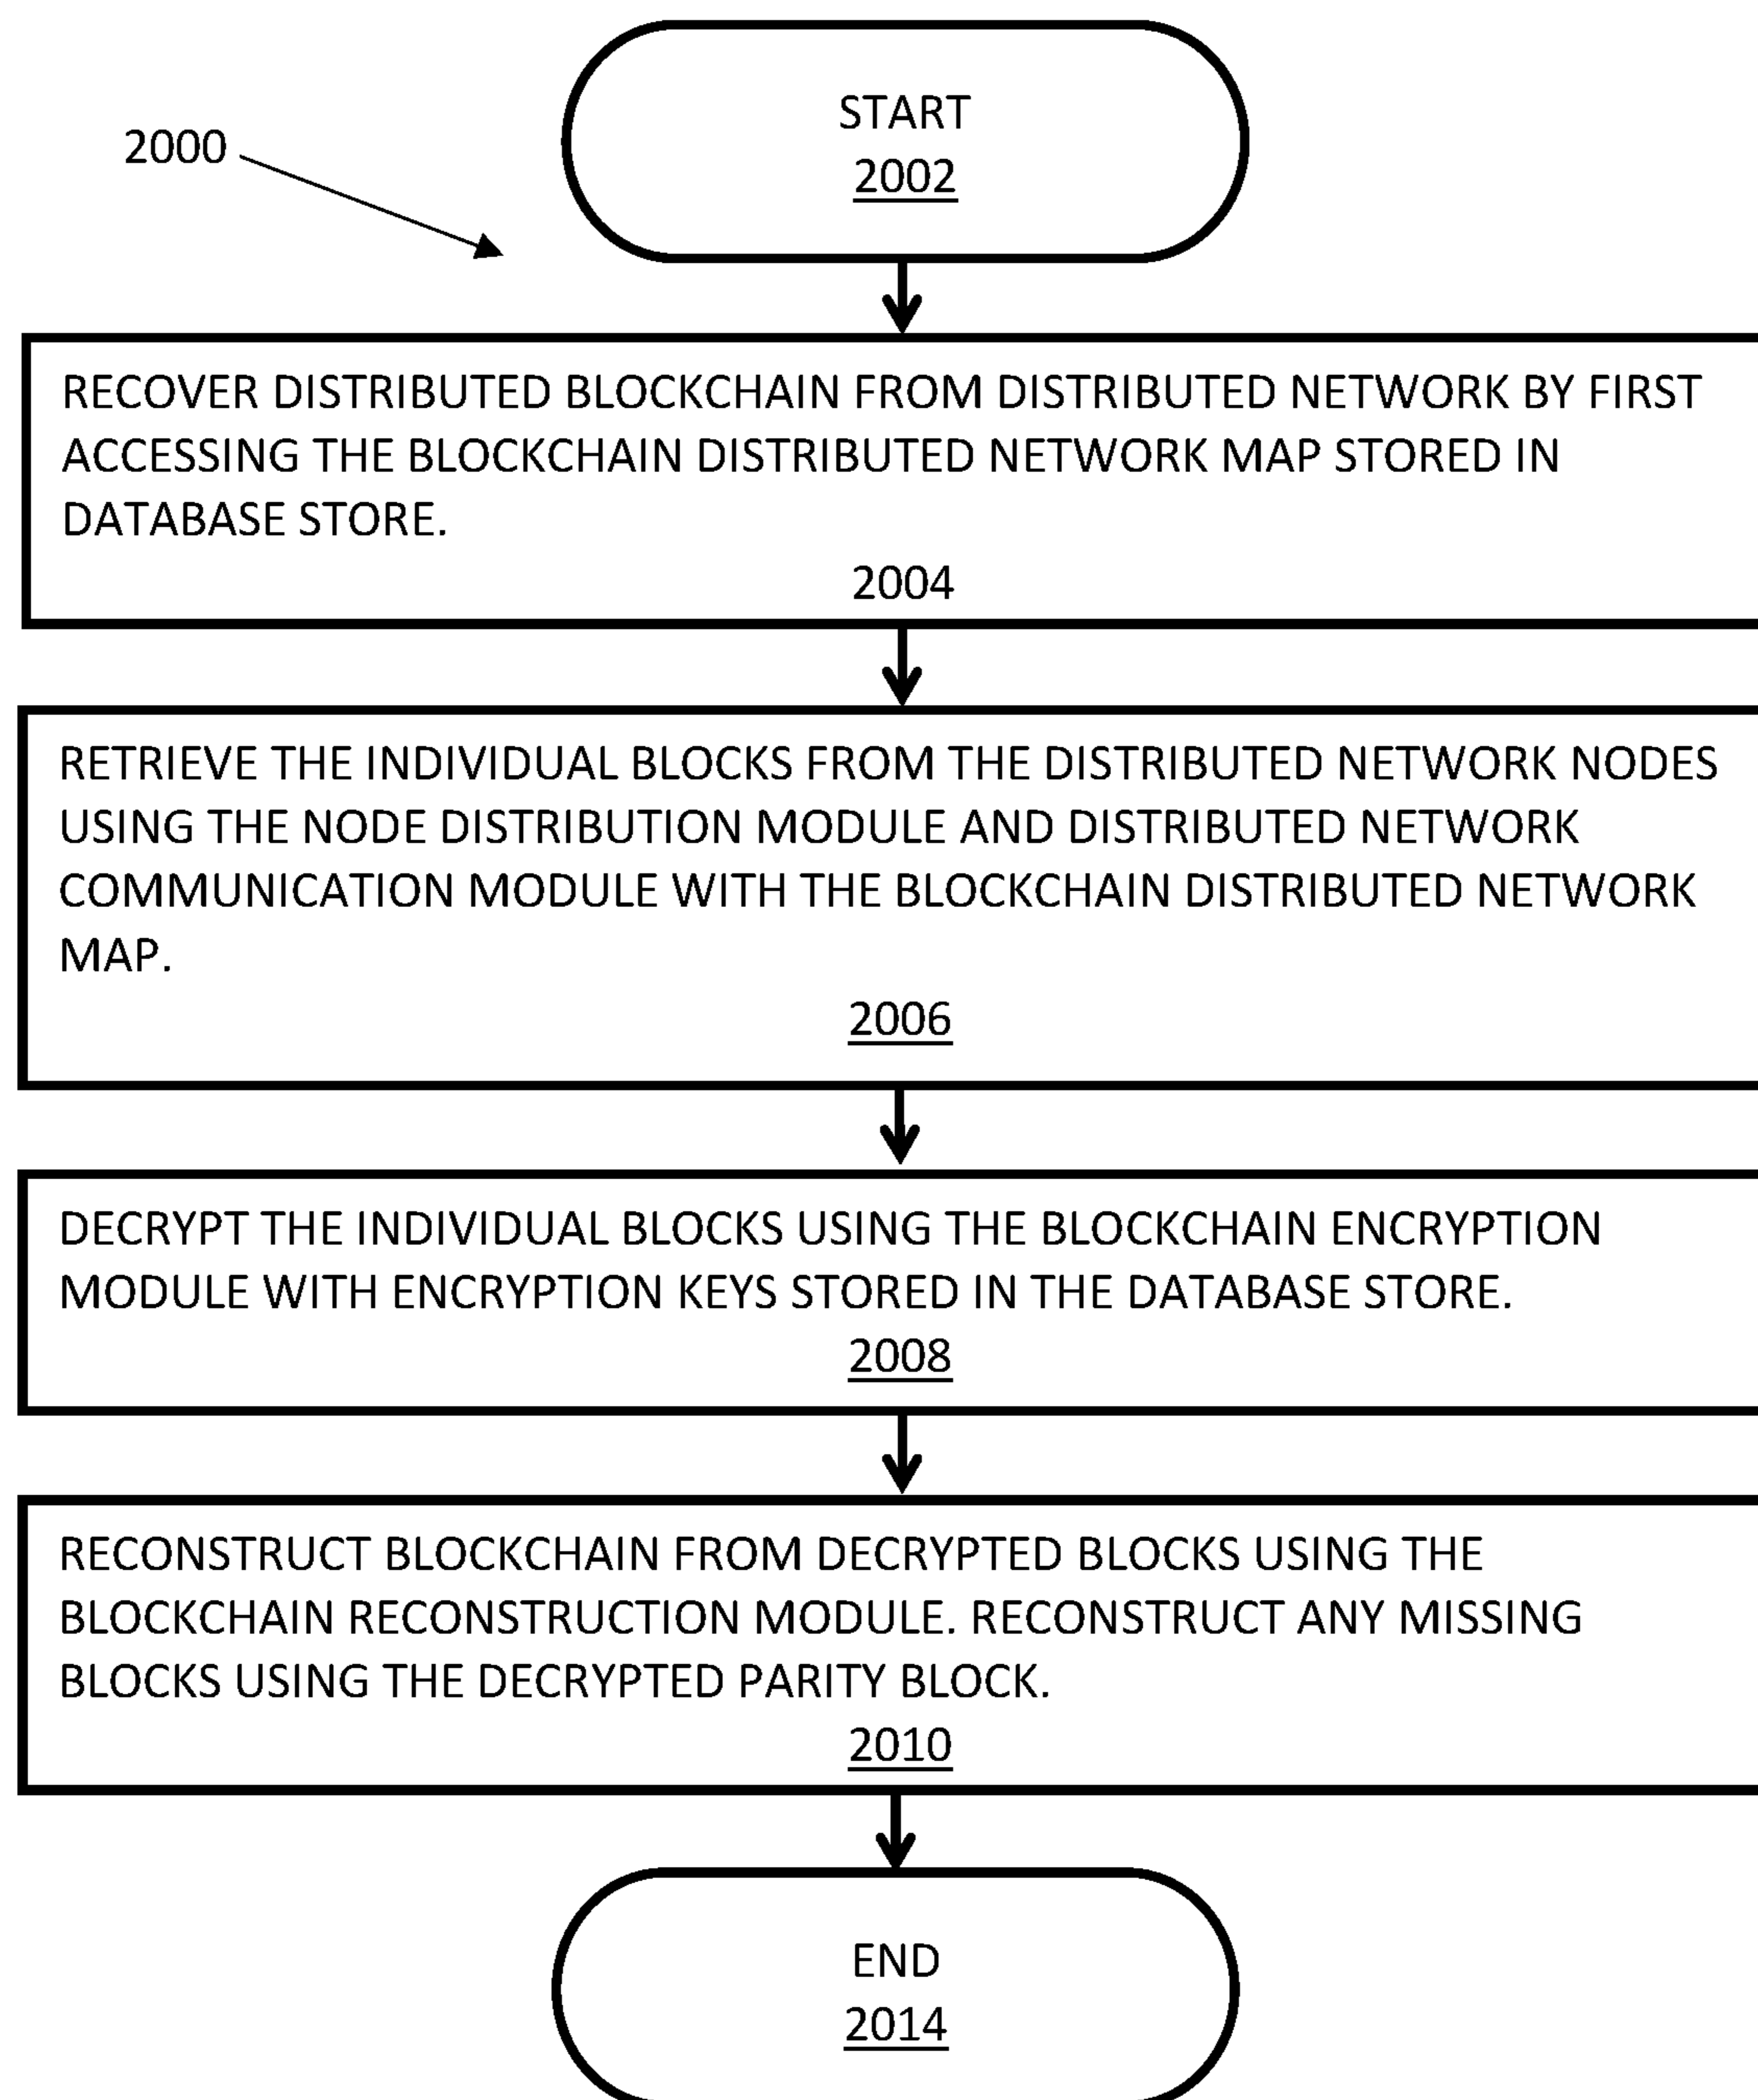 START
2000
2002
RECOVER DISTRIBUTED BLOCKCHAIN FROM DISTRIBUTED NETWORK BY FIRST
ACCESSING THE BLOCKCHAIN DISTRIBUTED NETWORK MAP STORED IN
DATABASE STORE.
2004
RETRIEVE THE INDIVIDUAL BLOCKS FROM THE DISTRIBUTED NETWORK NODES
USING THE NODE DISTRIBUTION MODULE AND DISTRIBUTED NETWORK
COMMUNICATION MODULE WITH THE BLOCKCHAIN DISTRIBUTED NETWORK
MAP.
2006
DECRYPT THE INDIVIDUAL BLOCKS USING THE BLOCKCHAIN ENCRYPTION
MODULE WITH ENCRYPTION KEYS STORED IN THE DATABASE STORE.
2008
RECONSTRUCT BLOCKCHAIN FROM DECRYPTED BLOCKS USING THE
BLOCKCHAIN RECONSTRUCTION MODULE. RECONSTRUCT ANY MISSING
BLOCKS USING THE DECRYPTED PARITY BLOCK.
2010
END
2014